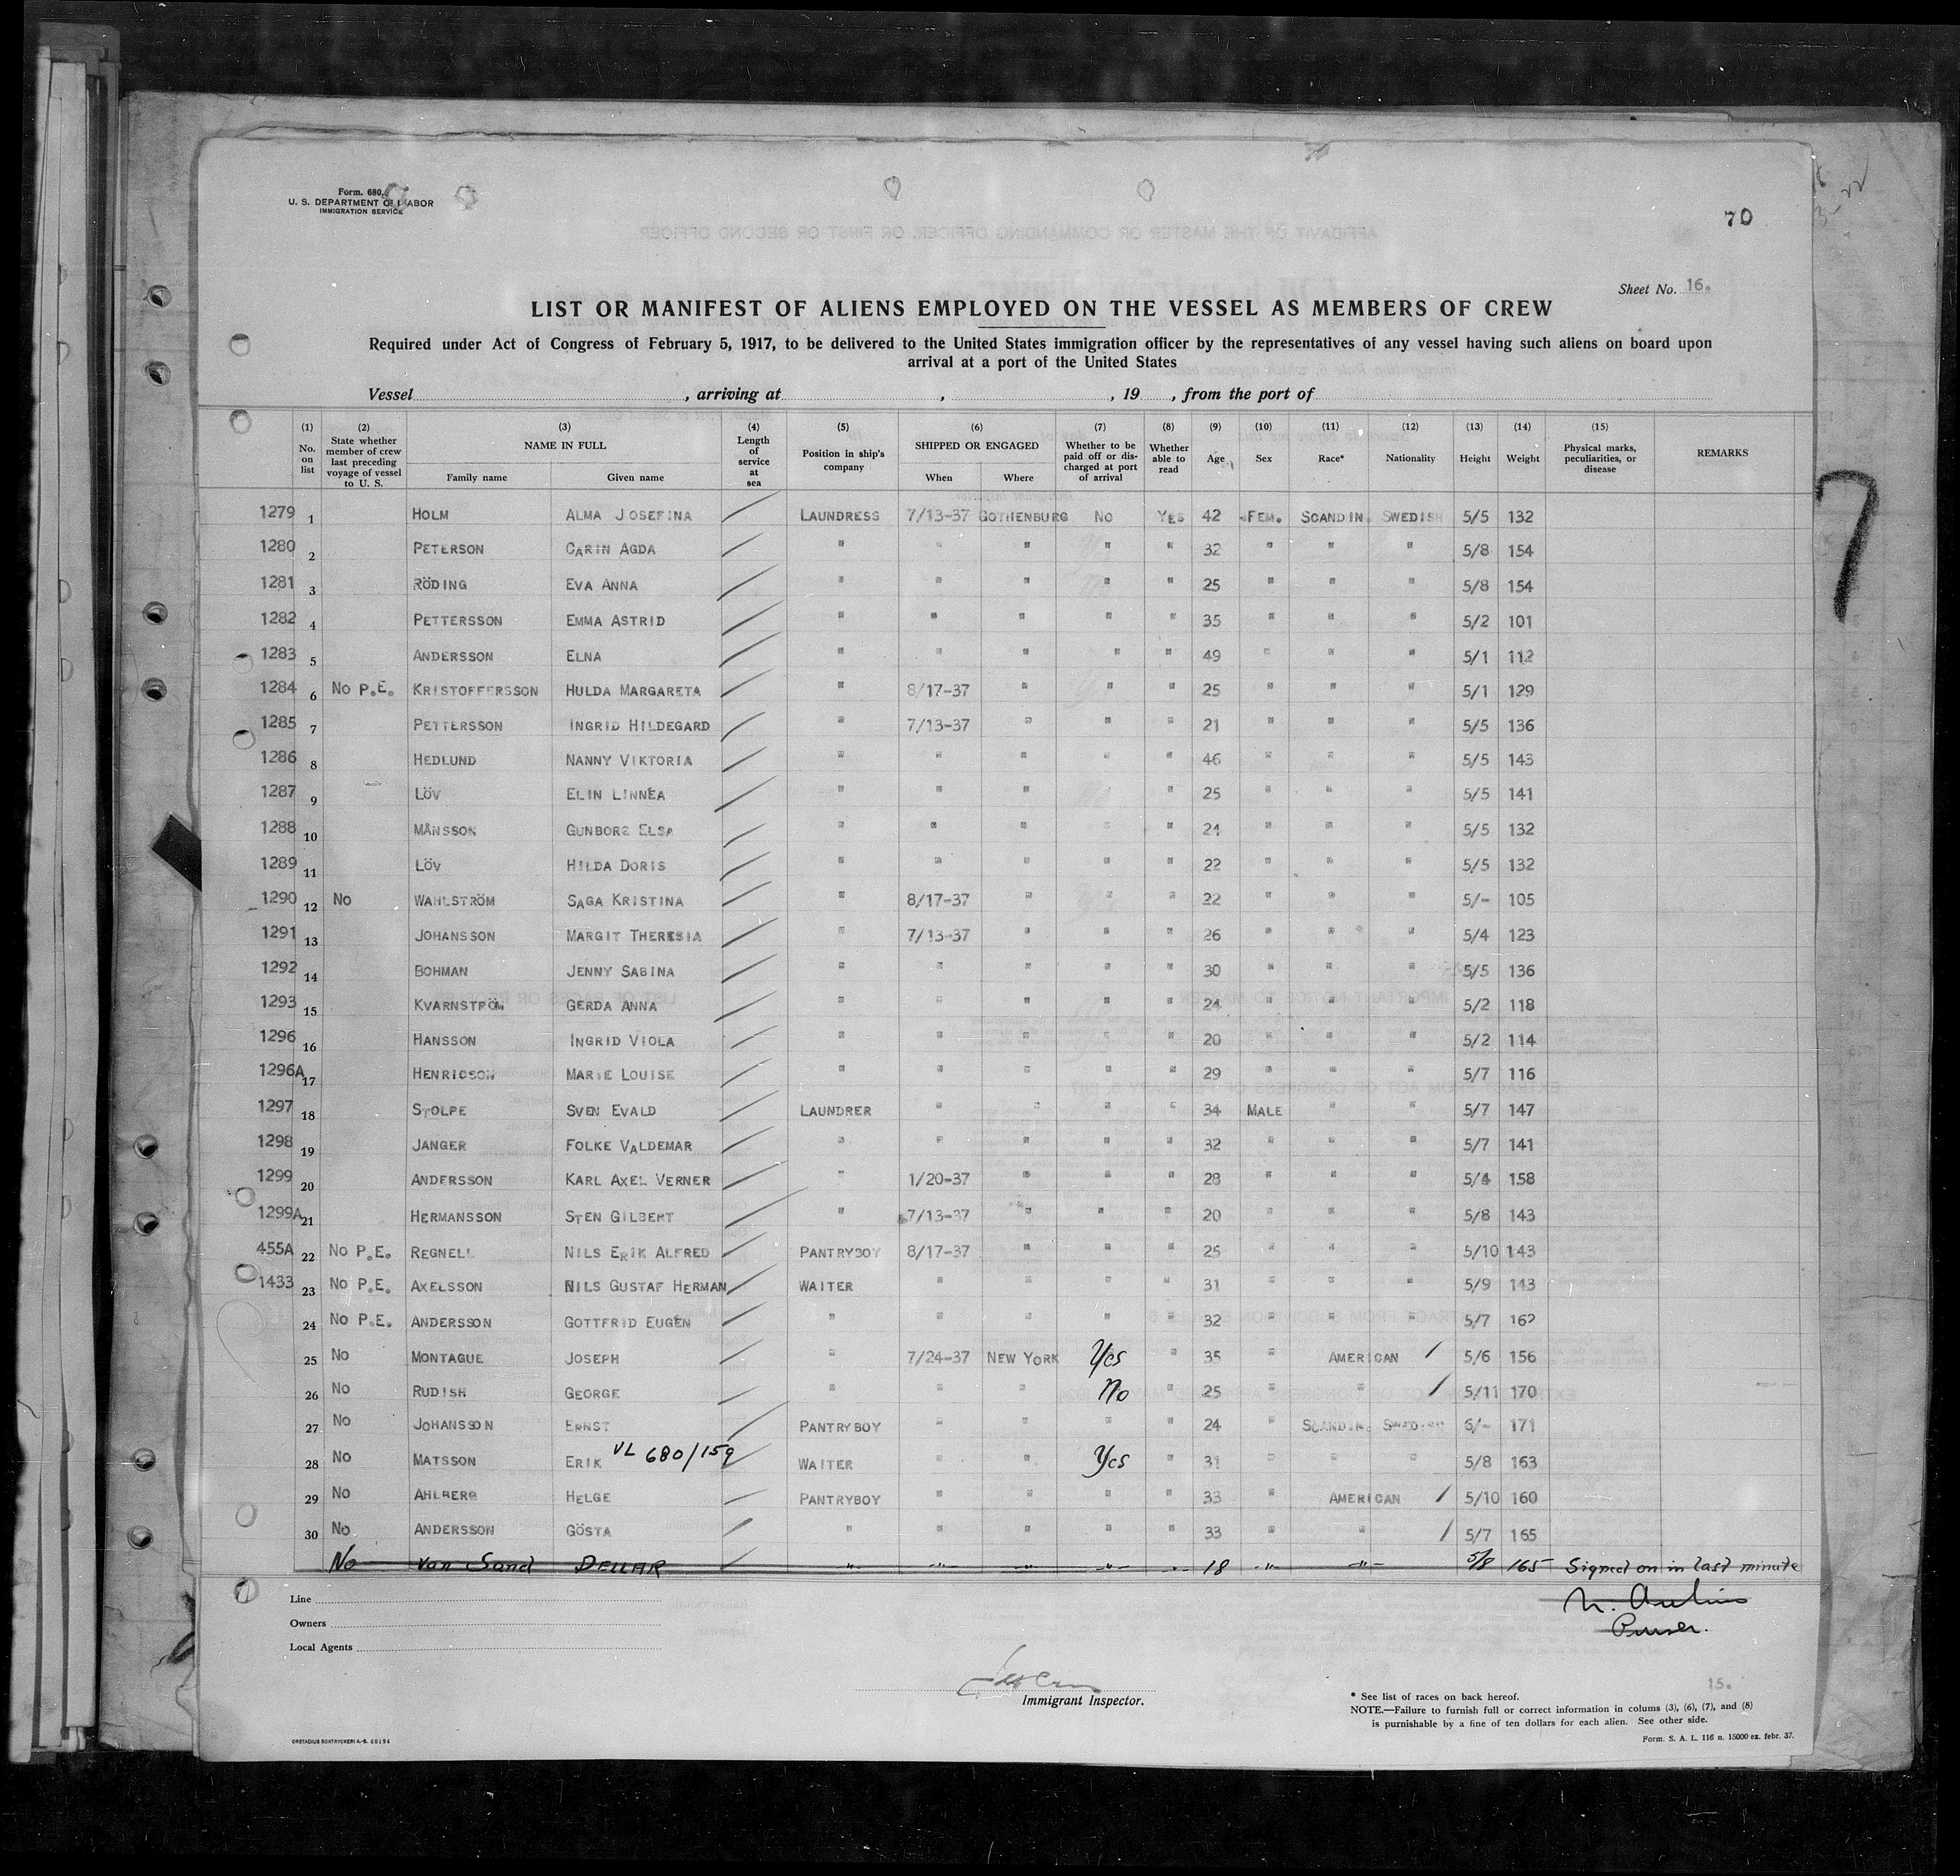 Form. 680.
U. S. DEPARTMENT OF LABOR
IMMIGRATION SERVICE
70
Sheet No. 16.
LIST OR MANIFEST OF ALIENS EMPLOYED ON THE VESSEL AS MEMBERS OF CREW
Required under Act of Congress of February 5, 1917, to be delivered to the United States immigration officer by the representatives of any vessel having such aliens on board upon
arrival at a port of the United States
Vessel , arriving at , , 19 , from the port of
(1) No. on list (2) State whether member of crew last preceding voyage of vessel to U. S. (3) NAME IN FULL Family name Given name (4) Length of service at sea (5) Position in ship's company (6) SHIPPED OR ENGAGED When Where (7) Whether to be paid off or discharged at port of arrival (8) Whether able to read (9) Age (10) Sex (11) Race* (12) Nationality (13) Height (14) Weight (15) Physical marks, peculiarities, or disease REMARKS
7
1279 1 HOLM ALMA JOSEFINA LAUNDRESS 7/13-37 GOTHENBURG NO YES 42 FEM. SCANDIN. SWEDISH 5/5 132
1280 2 PETERSON CARIN AGDA " " " " " 32 " " " 5/8 154
1281 3 RÖDING EVA ANNA " " " " " 25 " " " 5/8 154
1282 4 PETTERSSON EMMA ASTRID " " " " " 35 " " " 5/2 101
1283 5 ANDERSSON ELNA " " " " " 49 " " " 5/1 112
1284 6 No P.E. KRISTOFFERSSON HULDA MARGARETA " 8/17-37 " " " 25 " " " 5/1 129
1285 7 PETTERSSON INGRID HILDEGARD " 7/13-37 " " " 21 " " " 5/5 136
1286 8 HEDLUND NANNY VIKTORIA " " " " " 46 " " " 5/5 143
1287 9 LÖV ELIN LINNÉA " " " " " 25 " " " 5/5 141
1288 10 MÅNSSON GUNBORG ELSA " " " " " 24 " " " 5/5 132
1289 11 LÖV HILDA DORIS " " " " " 22 " " " 5/5 132
1290 12 No WAHLSTRÖM SAGA KRISTINA " 8/17-37 " " " 22 " " " 5/- 105
1291 13 JOHANSSON MARGIT THERESIA " 7/13-37 " " " 26 " " " 5/4 123
1292 14 BOHMAN JENNY SABINA " " " " " 30 " " " 5/5 136
1293 15 KVARNSTRÖM GERDA ANNA " " " " " 24 " " " 5/2 118
1296 16 HANSSON INGRID VIOLA " " " " " 20 " " " 5/2 114
1296A 17 HENRICSON MARIE LOUISE " " " " " 29 " " " 5/7 116
1297 18 STOLPE SVEN EVALD LAUNDRER " " " " 34 MALE " " 5/7 147
1298 19 JANGER FOLKE VALDEMAR " " " " " 32 " " " 5/7 141
1299 20 ANDERSSON KARL AXEL VERNER " 1/20-37 " " " 28 " " " 5/4 158
1299A 21 HERMANSSON STEN GILBERT " 7/13-37 " " " 20 " " " 5/8 143
455A 22 No P.E. REGNELL NILS ERIK ALFRED PANTRYBOY 8/17-37 " " " 25 " " " 5/10 143
1433 23 No P.E. AXELSSON NILS GUSTAF HERMAN WAITER " " " " 31 " " " 5/9 143
24 No P.E. ANDERSSON GOTTFRID EUGÉN " " " " " 32 " " " 5/7 162
25 No MONTAGUE JOSEPH " 7/24-37 NEW YORK Yes " 35 " AMERICAN / 5/6 156
26 No RUDISH GEORGE " " " No " 25 " " / 5/11 170
27 No JOHANSSON ERNST PANTRYBOY " " " " 24 " SCANDIN. SWEDISH 6/- 171
28 No MATSSON ERIK VL 680/159 WAITER " " Yes " 31 " " " 5/8 163
29 No AHLBERG HELGE PANTRYBOY " " " " 33 " AMERICAN / 5/10 160
30 No ANDERSSON GÖSTA " " " " " 33 " " / 5/7 165
No van Sand DELLAR " " " " " 18 " " 5/8 165 Signed on in last minute
Purser.
Line
Owners
Local Agents
Immigrant Inspector.
15.
* See list of races on back hereof.
NOTE.—Failure to furnish full or correct information in colums (3), (6), (7), and (8)
is punishable by a fine of ten dollars for each alien. See other side.
Form. S. A. L. 116 n. 15000 ex. febr. 37.